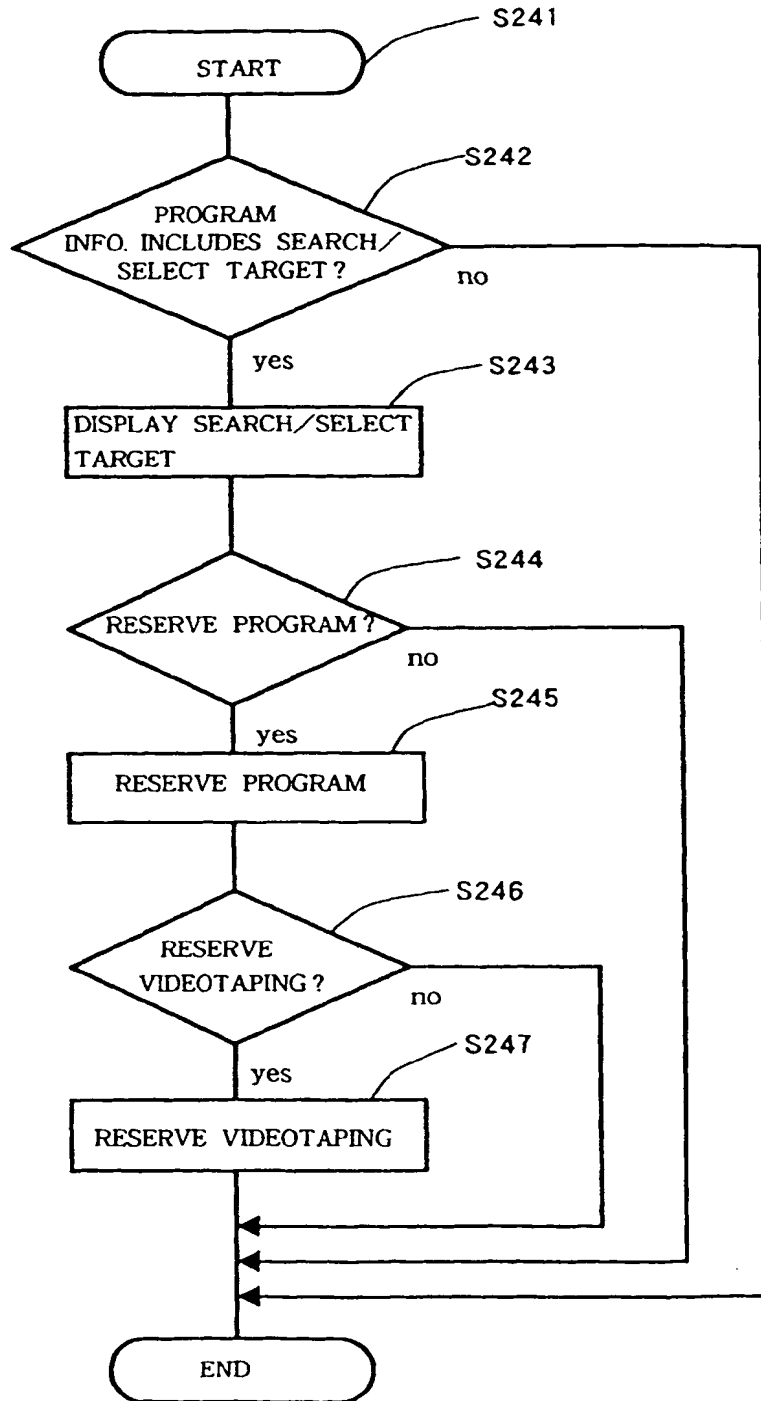 S241
START
S242
PROGRAM
INFO. INCLUDES SEARCH/
SELECT TARGET?
no
yes
S243
DISPLAY SEARCH/SELECT
TARGET
S244
RESERVE PROGRAM?
no
yes
S245
RESERVE PROGRAM
S246
RESERVE
VIDEOTAPING?
no
yes
S247
RESERVE VIDEOTAPING
END